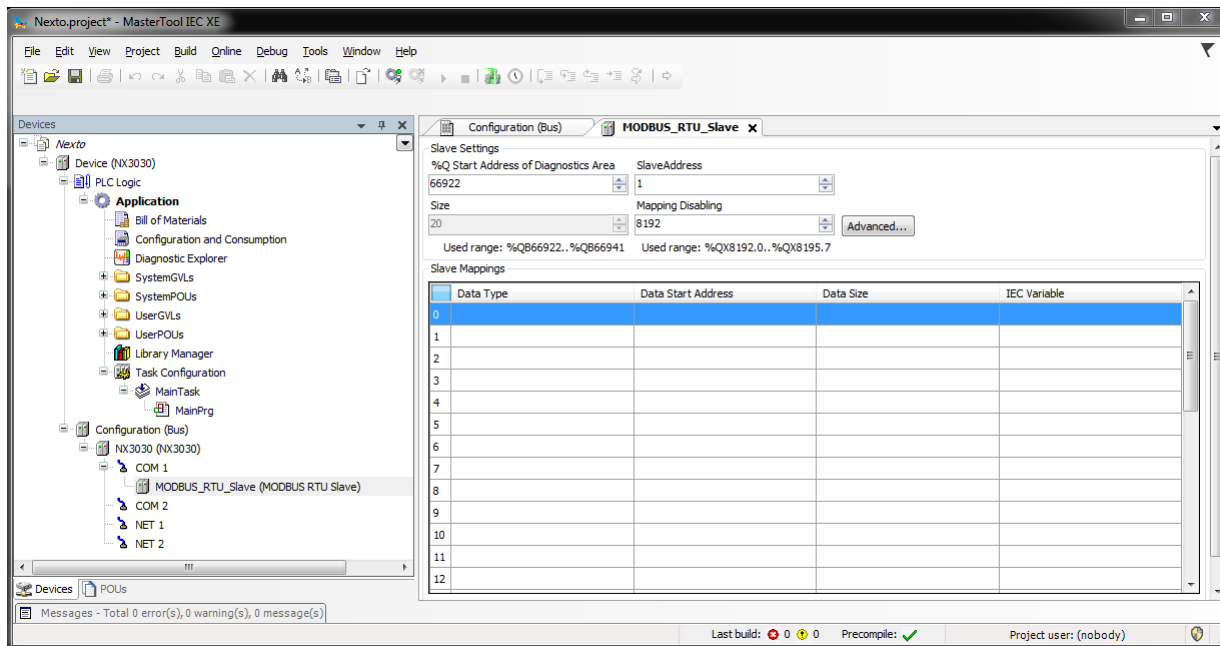 Nexto.project* - MasterTool IEC XE
File Edit View Project Build Online Debug Tools Window Help
Devices
Nexto
Device (NX3030)
PLC Logic
Application
Bill of Materials
Configuration and Consumption
Diagnostic Explorer
SystemGVLs
SystemPOUs
UserGVLs
UserPOUs
Library Manager
Task Configuration
MainTask
MainPrg
Configuration (Bus)
NX3030 (NX3030)
COM 1
MODBUS_RTU_Slave (MODBUS RTU Slave)
COM 2
NET 1
NET 2
Devices POUs
Configuration (Bus) MODBUS_RTU_Slave
Slave Settings
%Q Start Address of Diagnostics Area SlaveAddress
66922 1
Size Mapping Disabling
20 8192 Advanced...
Used range: %QB66922..%QB66941 Used range: %QX8192.0..%QX8195.7
Slave Mappings
Data Type Data Start Address Data Size IEC Variable
0
1
2
3
4
5
6
7
8
9
10
11
12
Messages - Total 0 error(s), 0 warning(s), 0 message(s)
Last build: 0 0 Precompile: Project user: (nobody)